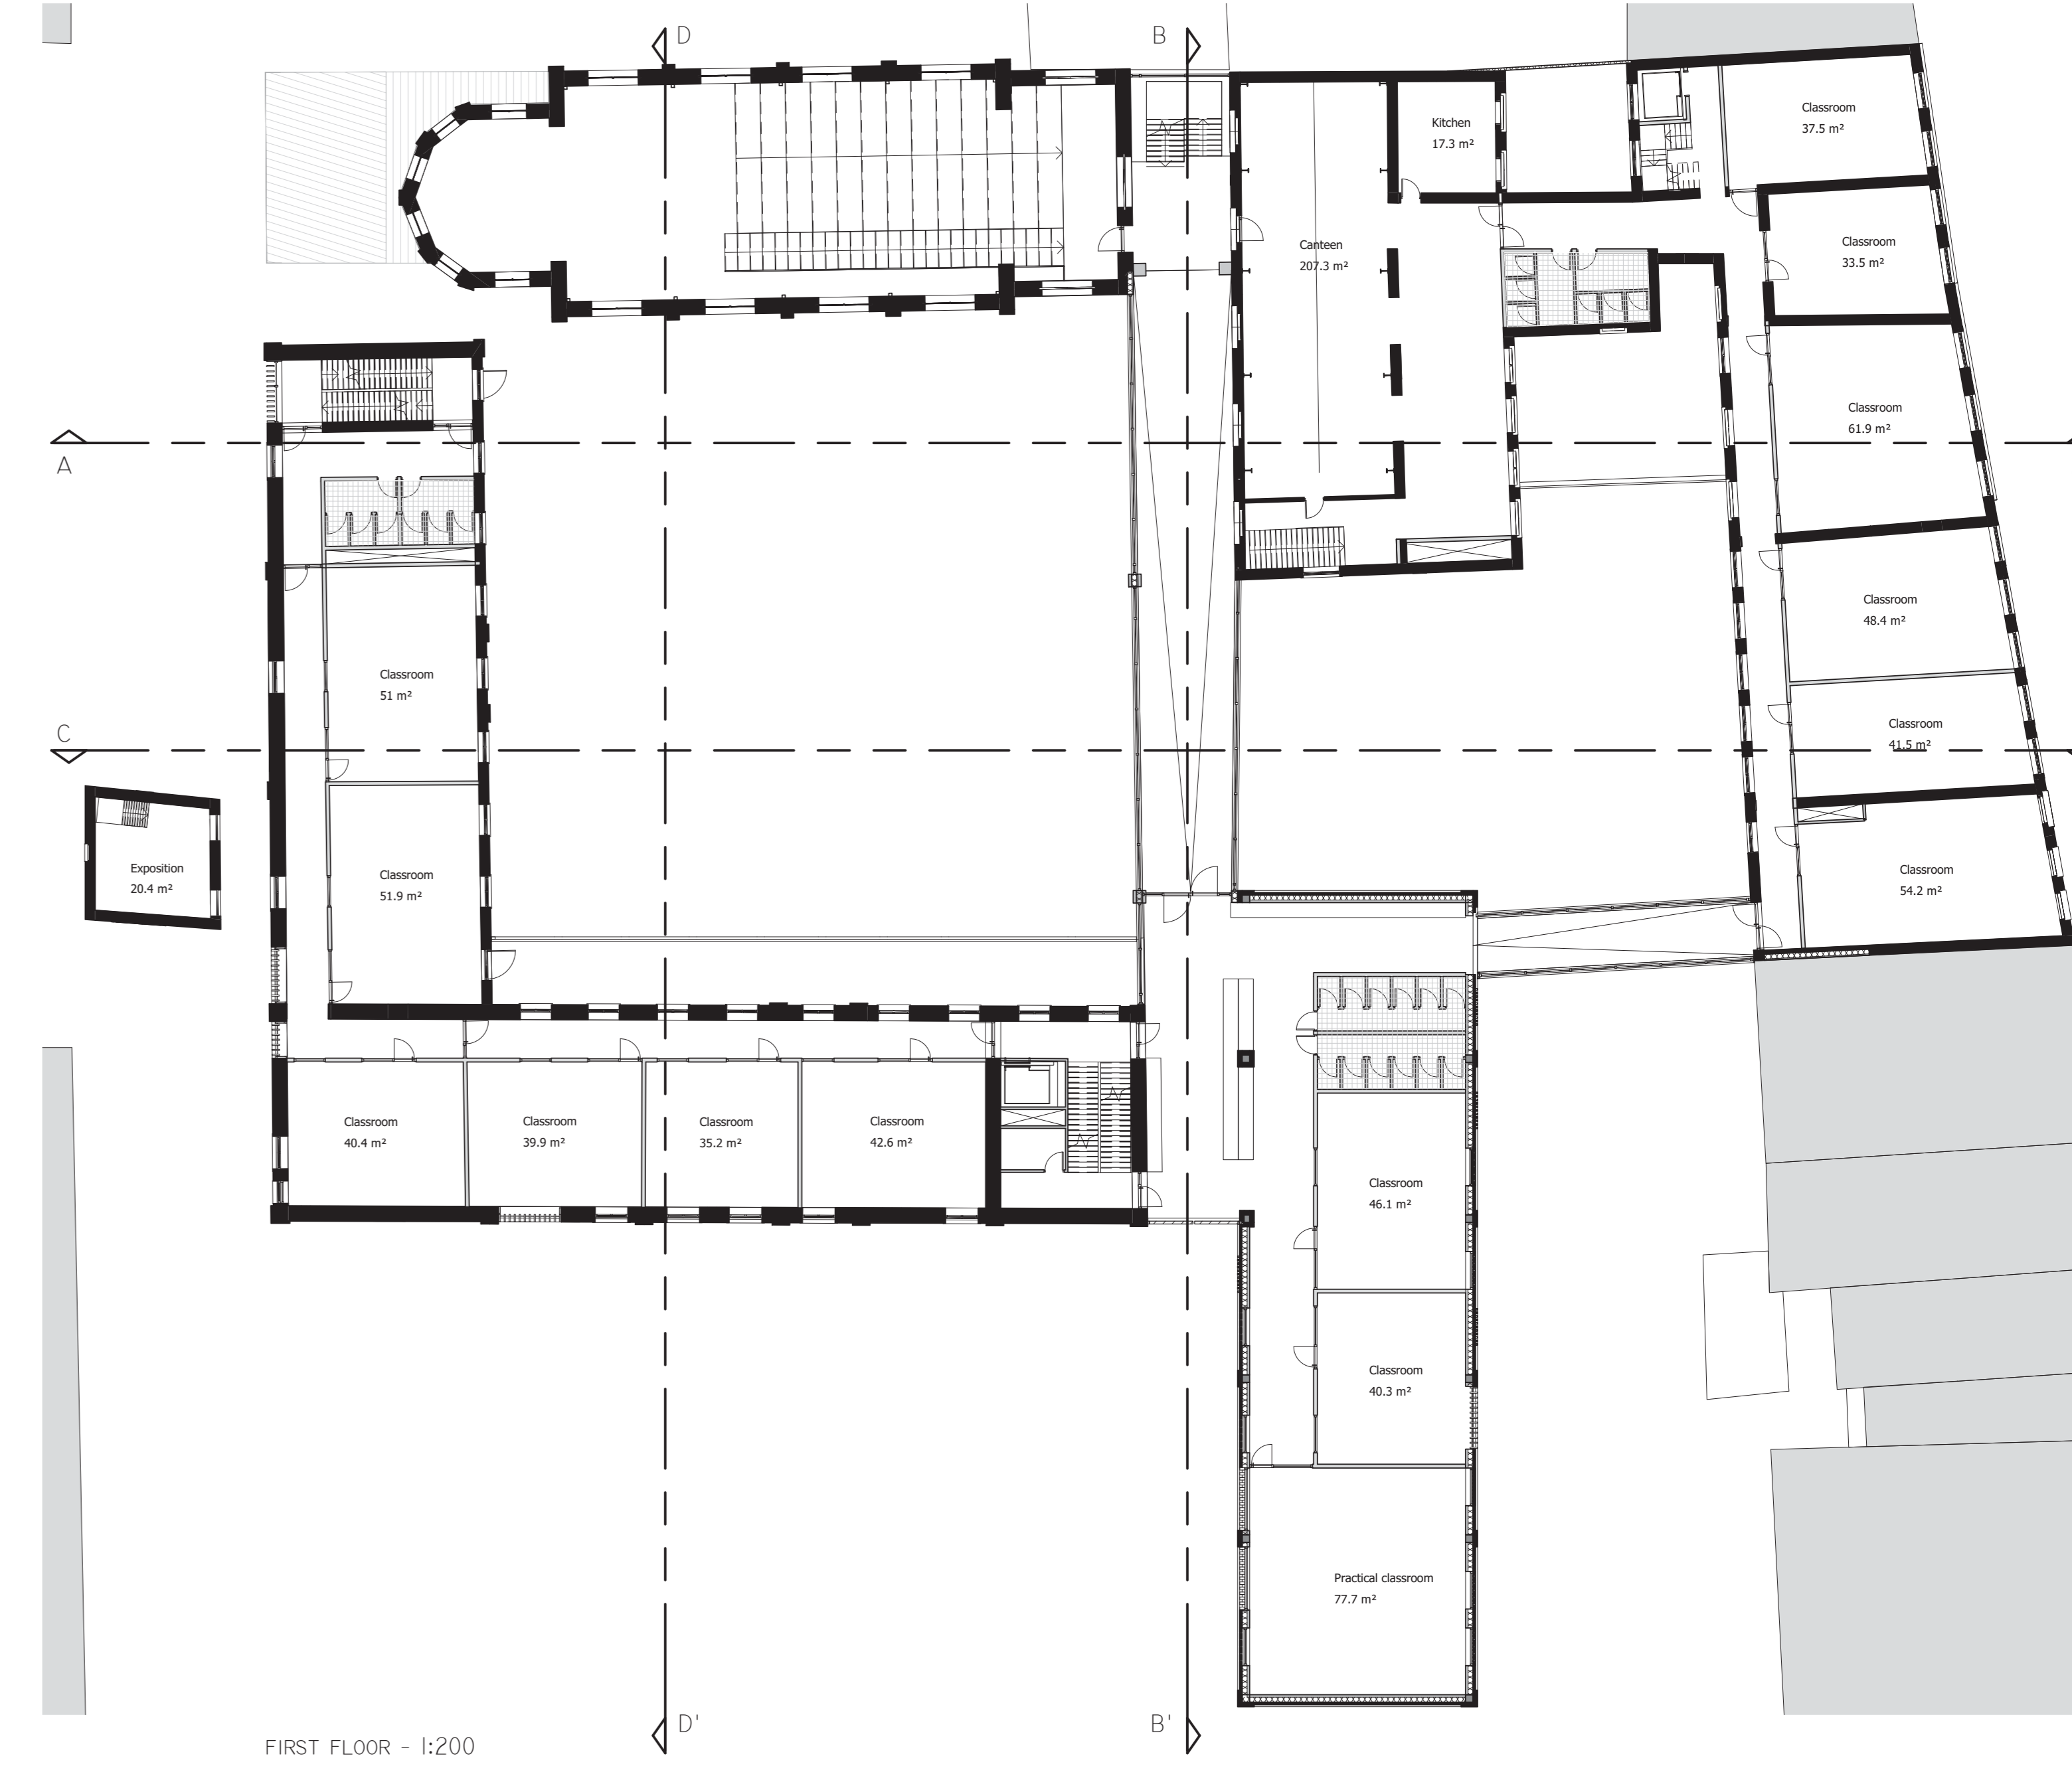 D
B
Classroom
37.5 m²
Kitchen
17.3 m²
Classroom
33.5 m²
Canteen
207.3 m²
Classroom
61.9 m²
A
Classroom
48.4 m²
Classroom
51 m²
Classroom
41.5 m²
C
Exposition
20.4 m²
Classroom
51.9 m²
Classroom
54.2 m²
Classroom
40.4 m²
Classroom
39.9 m²
Classroom
35.2 m²
Classroom
42.6 m²
Classroom
46.1 m²
Classroom
40.3 m²
Practical classroom
77.7 m²
D'
B'
FIRST FLOOR - 1:200